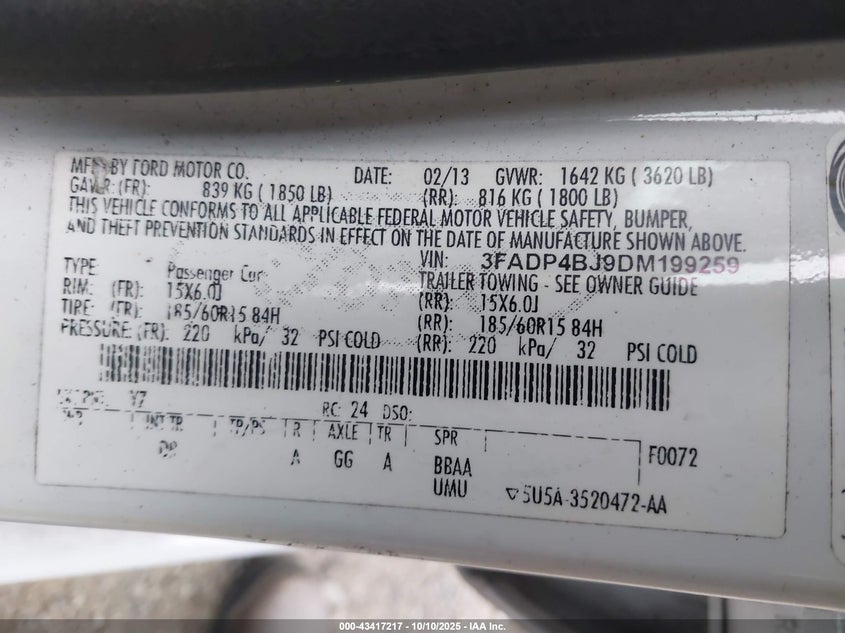 MFD BY FORD MOTOR CO. DATE: 02/13 GVWR: 1642 KG ( 3620 LB)
GAWR: (FR): 839 KG ( 1850 LB) (RR): 816 KG ( 1800 LB)
THIS VEHICLE CONFORMS TO ALL APPLICABLE FEDERAL MOTOR VEHICLE SAFETY, BUMPER,
AND THEFT PREVENTION STANDARDS IN EFFECT ON THE DATE OF MANUFACTURE SHOWN ABOVE.
VIN: 3FADP4BJ9DM199259
TYPE: Passenger Car TRAILER TOWING - SEE OWNER GUIDE
RIM: (FR): 15X6.0J (RR): 15X6.0J
TIRE: (FR): 185/60R15 84H (RR): 185/60R15 84H
PRESSURE: (FR): 220 kPa/ 32 PSI COLD (RR): 220 kPa/ 32 PSI COLD
RC: 24 DSO:
INT TR TP/PS R AXLE TR SPR
A GG A BBAA
UMU
F0072
5U5A-3520472-AA
000-43417217 - 10/10/2025 - IAA Inc.